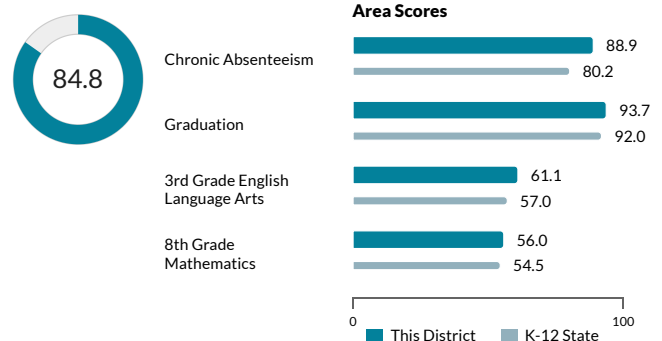 Area Scores
84.8
Chronic Absenteeism
88.9
80.2
Graduation
93.7
92.0
3rd Grade English
Language Arts
61.1
57.0
8th Grade
Mathematics
56.0
54.5
0
100
This District
K-12 State